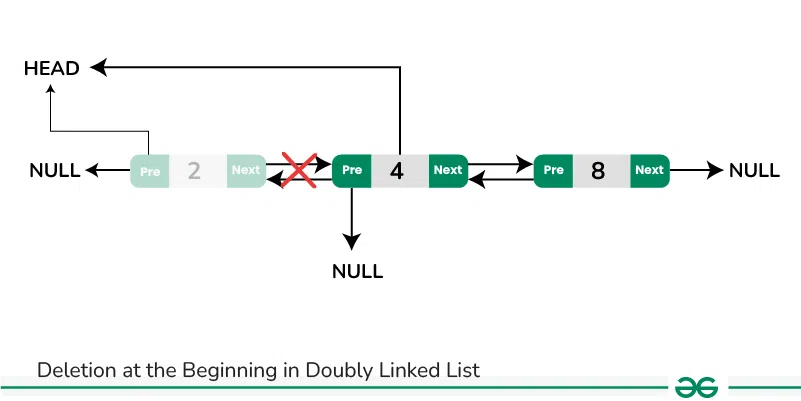 HEAD
NULL Pre 2 Next Pre 4 Next Pre 8 Next NULL
NULL
Deletion at the Beginning in Doubly Linked List